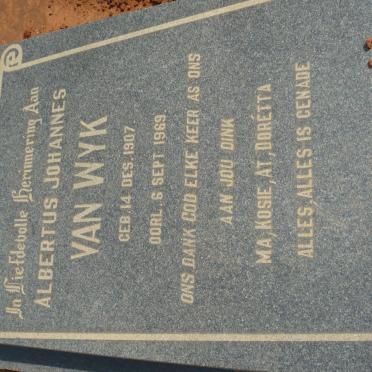 In Liefdevolle Herinnering Aan
ALBERTUS JOHANNES
VAN WYK
GEB. 14 DES. 1907
OORL. 6 SEPT. 1969.
ONS DANK GOD ELKE KEER AS ONS
AAN JOU DINK
MA, KOSIE, AT, DORÉTTA
ALLES, ALLES IS GENADE